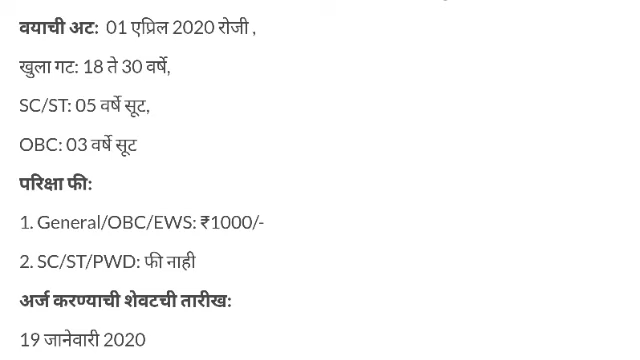 वयाची अट: 01 एप्रिल 2020 रोजी ,
खुला गट: 18 ते 30 वर्षे,
SC/ST: 05 वर्षे सूट,
OBC: 03 वर्षे सूट
परिक्षा फी:
1. General/OBC/EWS: ₹1000/-
2. SC/ST/PWD: फी नाही
अर्ज करण्याची शेवटची तारीख:
19 जानेवारी 2020